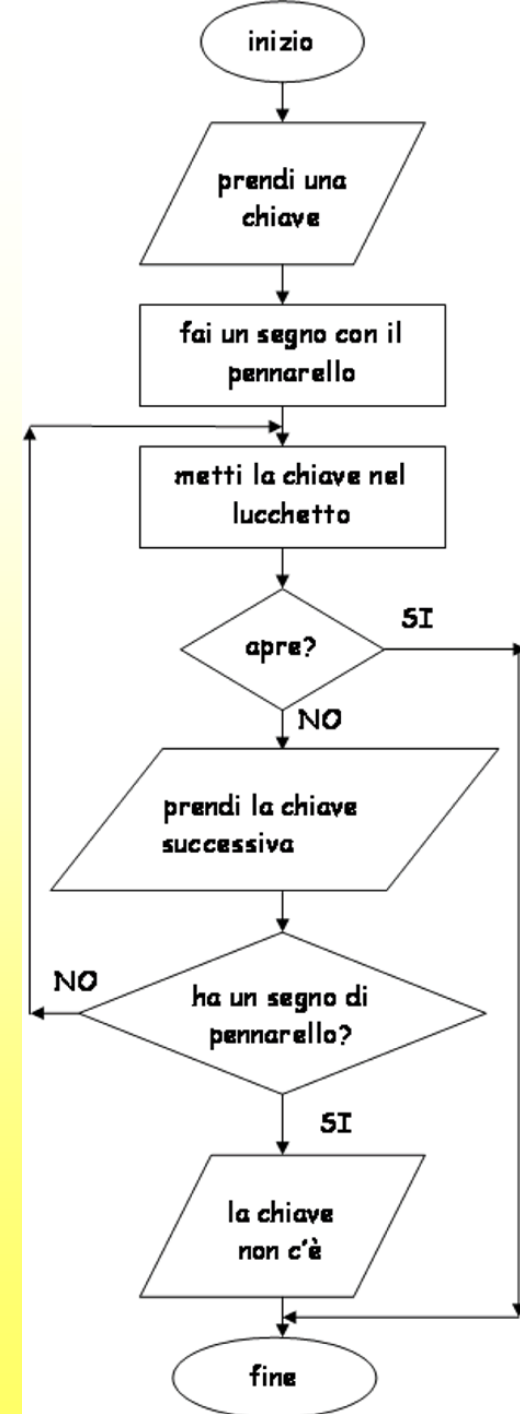 inizio
prendi una
chiave
fai un segno con il
pennarello
metti la chiave nel
lucchetto
apre?
SI
NO
prendi la chiave
successiva
NO
ha un segno di
pennarello?
SI
la chiave
non c'è
fine